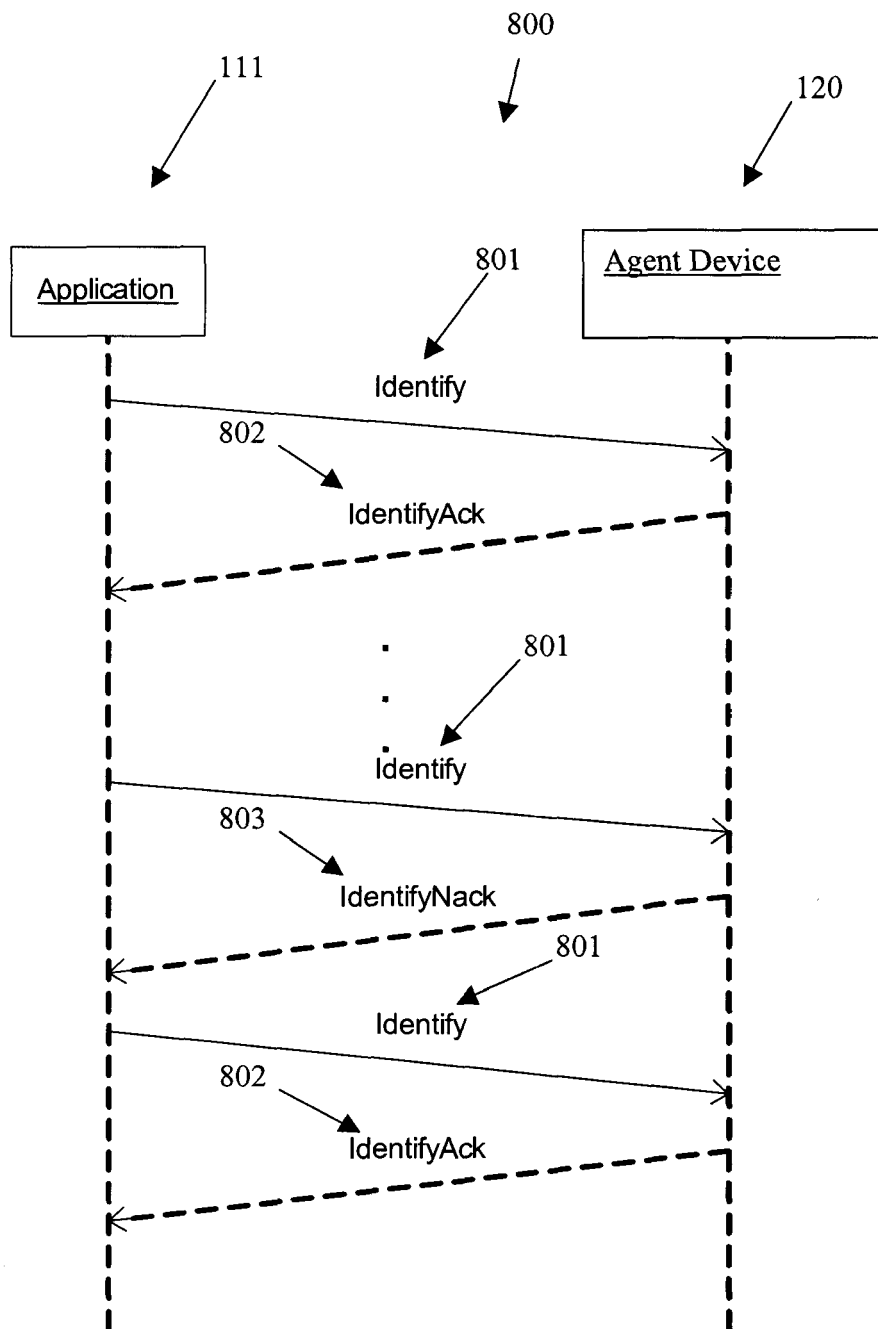 800
111
120
Application
801
Agent Device
Identify
802
IdentifyAck
801
Identify
803
IdentifyNack
801
Identify
802
IdentifyAck